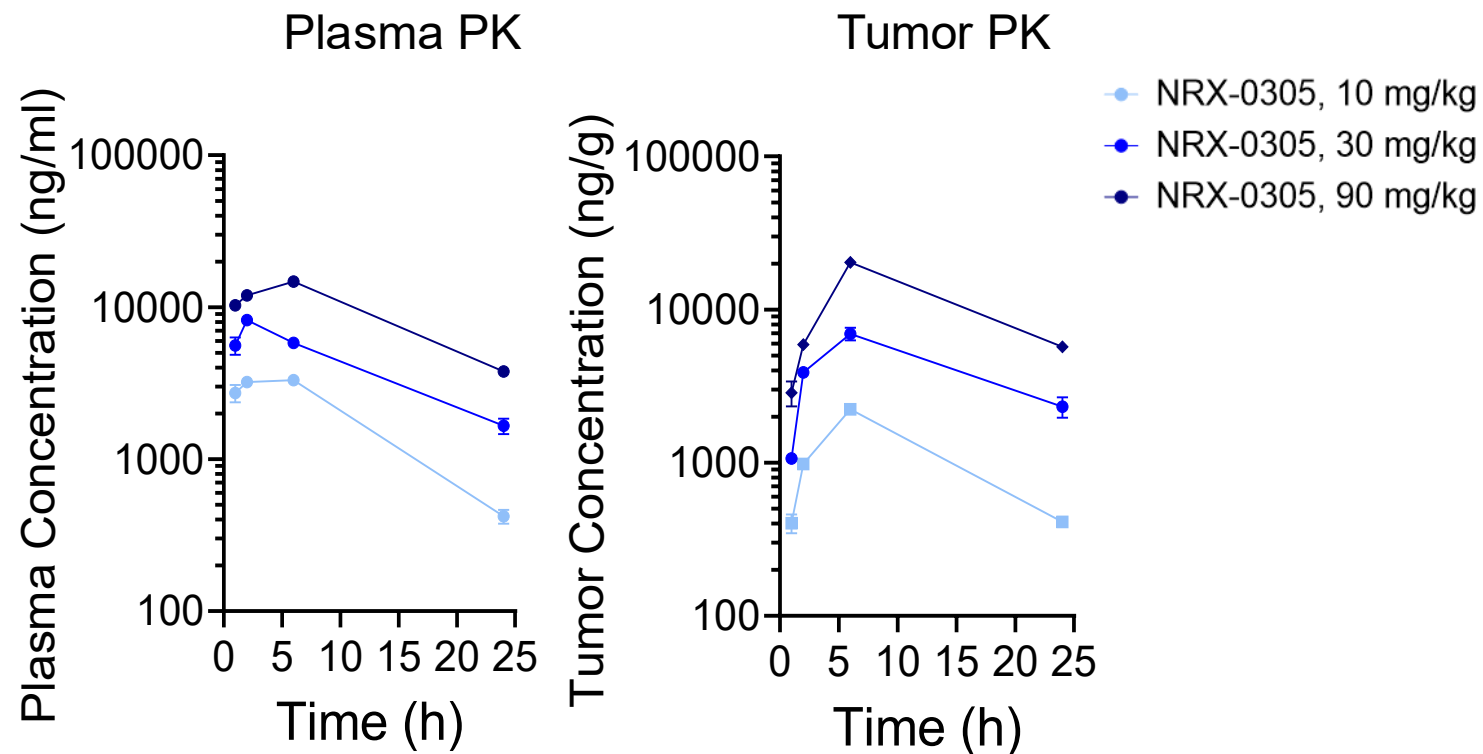 Plasma PK
Plasma Concentration (ng/ml)
100000
10000
1000
100
0 5 10 15 20 25
Time (h)
Tumor PK
Tumor Concentration (ng/g)
100000
10000
1000
100
0 5 10 15 20 25
Time (h)
NRX-0305, 10 mg/kg
NRX-0305, 30 mg/kg
NRX-0305, 90 mg/kg